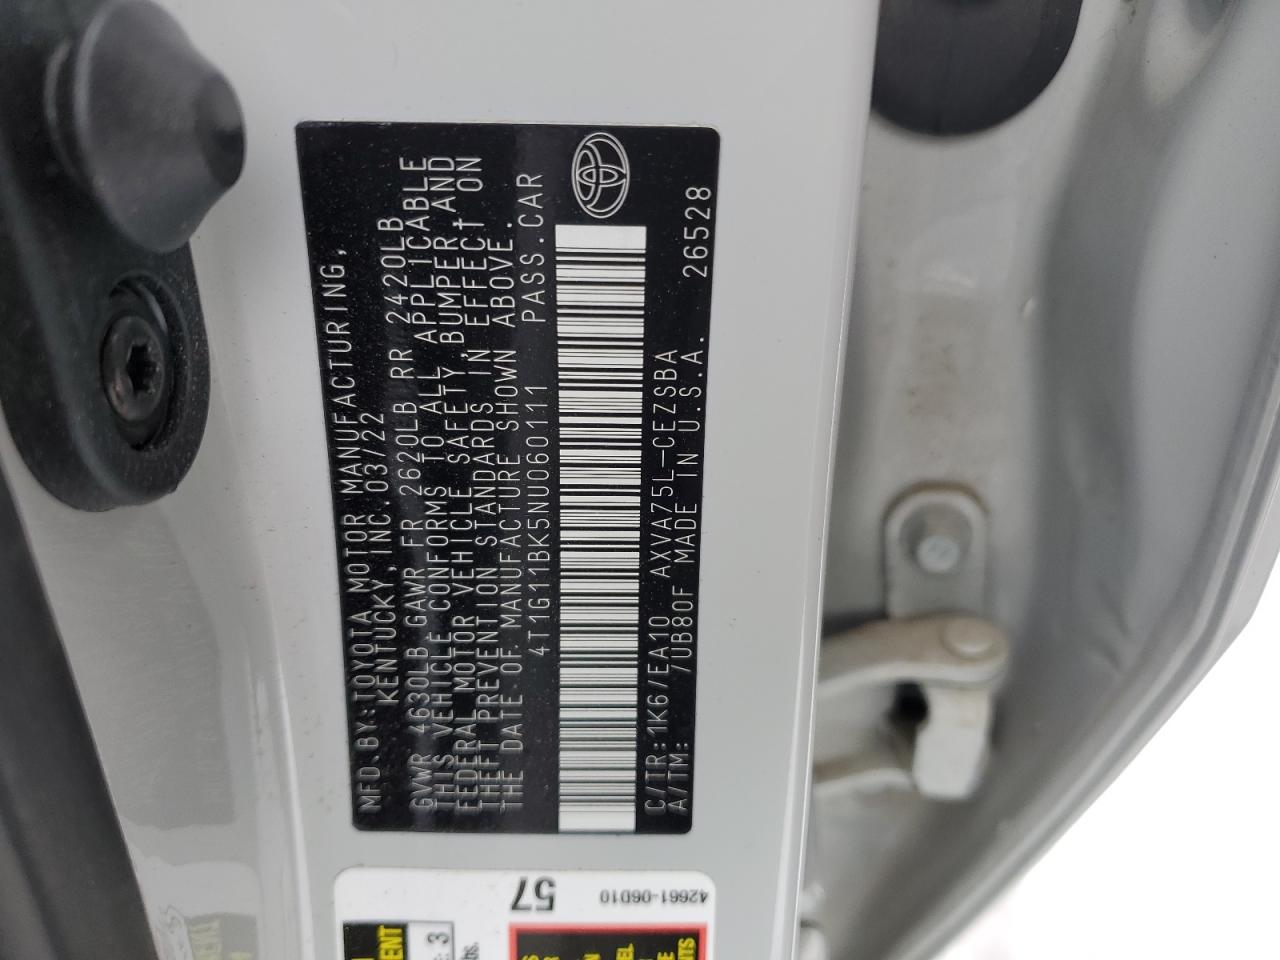 MFD.BY:TOYOTA MOTOR MANUFACTURING,
KENTUCKY,INC.03/22
GVWR 4630LB GAWR FR 2620LB RR 2420LB
THIS VEHICLE CONFORMS TO ALL APPLICABLE
FEDERAL MOTOR VEHICLE SAFETY,BUMPER,AND
THEFT PREVENTION STANDARDS IN EFFECT ON
THE DATE OF MANUFACTURE SHOWN ABOVE.
4T1G11BK5NU060111 PASS.CAR
C/TR:1K6/EA10 AXVA75L-CEZSBA
A/TM: /UB80F MADE IN U.S.A. 26528
57
42661-06D10
3